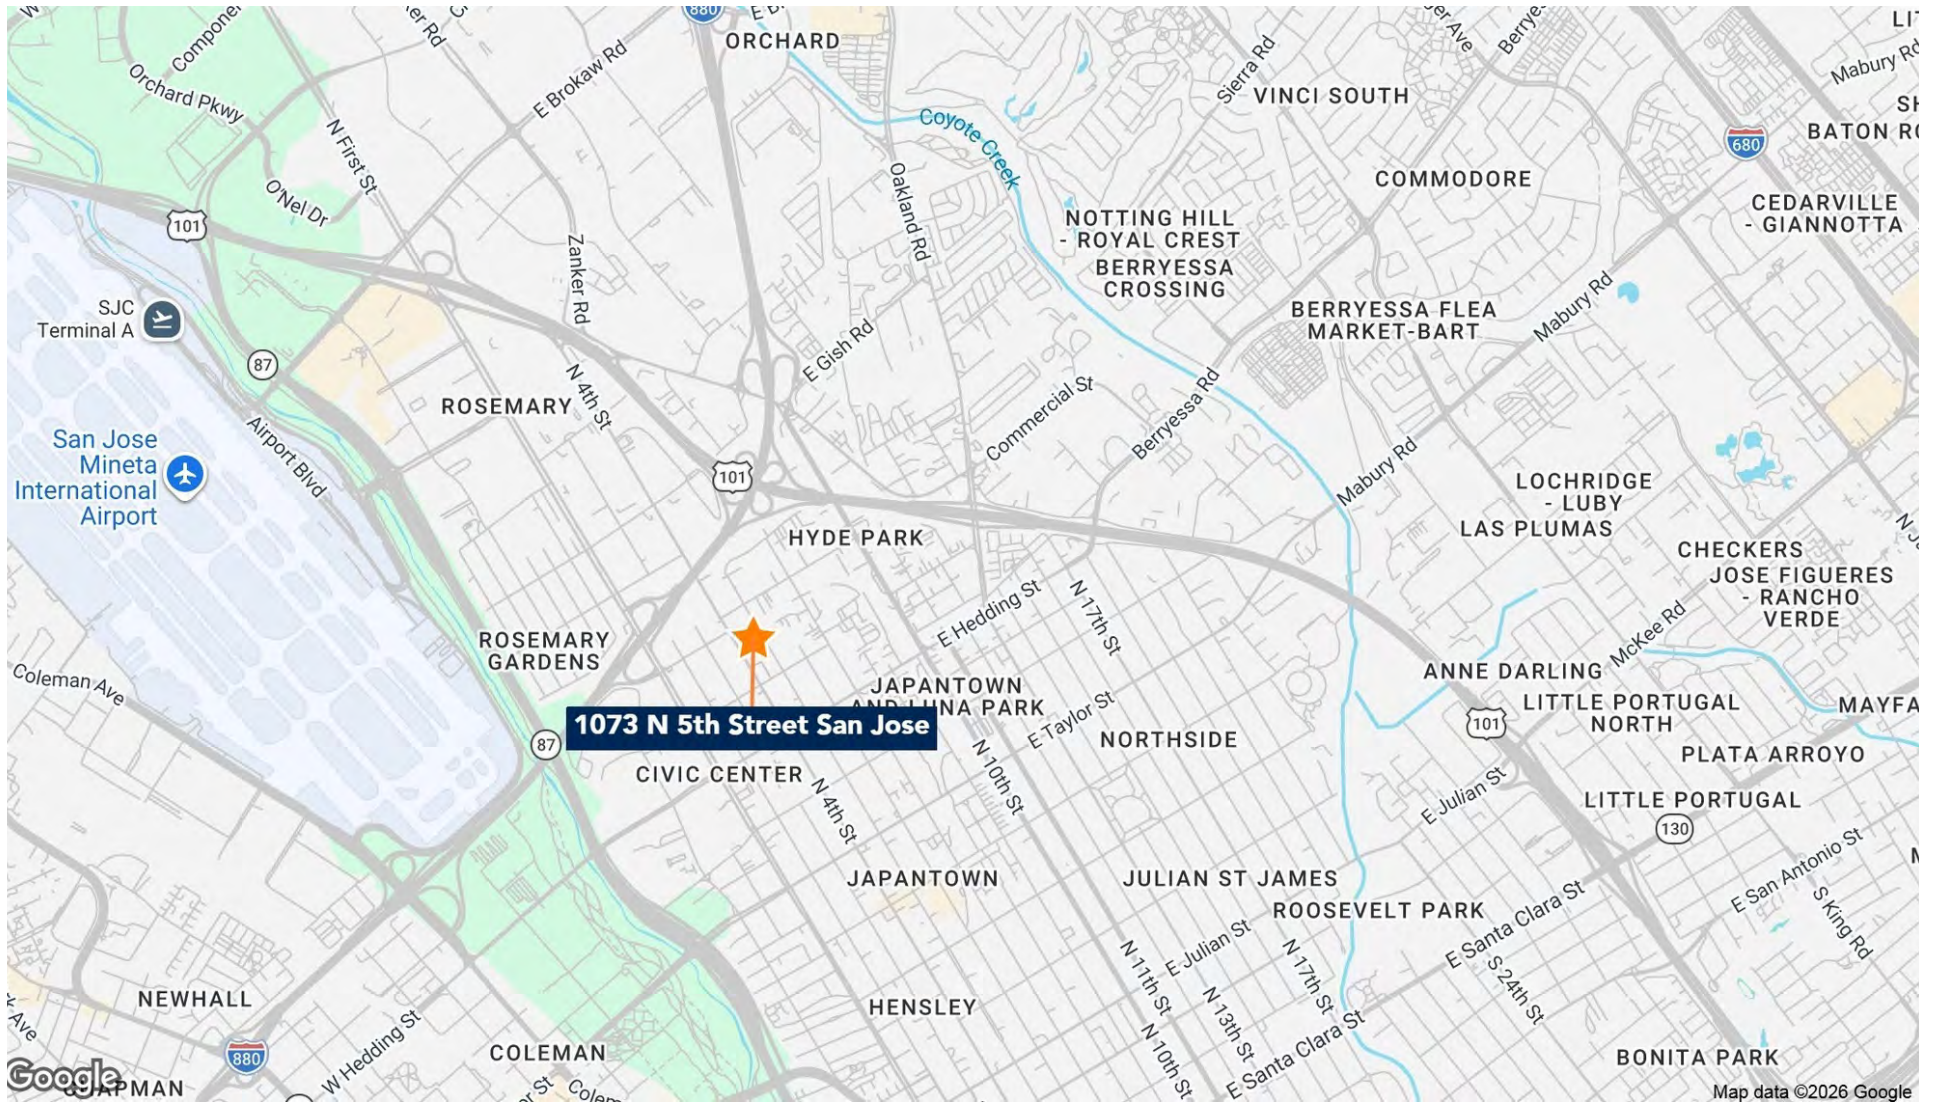 880
ORCHARD
Orchard Pkwy
E Brokaw Rd
N First St
O'Nel Dr
101
Zanker Rd
Oakland Rd
Coyote Creek
Sierra Rd
VINCI SOUTH
Mabury Rd
680
COMMODORE
CEDARVILLE
- GIANNOTTA
NOTTING HILL
- ROYAL CREST
BERRYESSA
CROSSING
BERRYESSA FLEA
MARKET-BART
Mabury Rd
SJC
Terminal A
87
E Gish Rd
N 4th St
ROSEMARY
Commercial St
Berryessa Rd
Airport Blvd
San Jose
Mineta
International
Airport
101
Mabury Rd
LOCHRIDGE
- LUBY
LAS PLUMAS
HYDE PARK
CHECKERS
JOSE FIGUERES
- RANCHO
VERDE
E Hedding St
N 17th St
McKee Rd
ROSEMARY
GARDENS
Coleman Ave
ANNE DARLING
JAPANTOWN
AND LUNA PARK
E Taylor St
LITTLE PORTUGAL
NORTH
MAYFA
101
1073 N 5th Street San Jose
87
NORTHSIDE
PLATA ARROYO
CIVIC CENTER
N 4th St
N 10th St
E Julian St
LITTLE PORTUGAL
130
JAPANTOWN
JULIAN ST JAMES
ROOSEVELT PARK
E San Antonio St
S King Rd
E Santa Clara St
E Julian St
N 11th St
N 17th St
S 24th St
NEWHALL
HENSLEY
N 13th St
W Hedding St
880
COLEMAN
N 10th St
E Santa Clara St
BONITA PARK
Google
Map data ©2026 Google